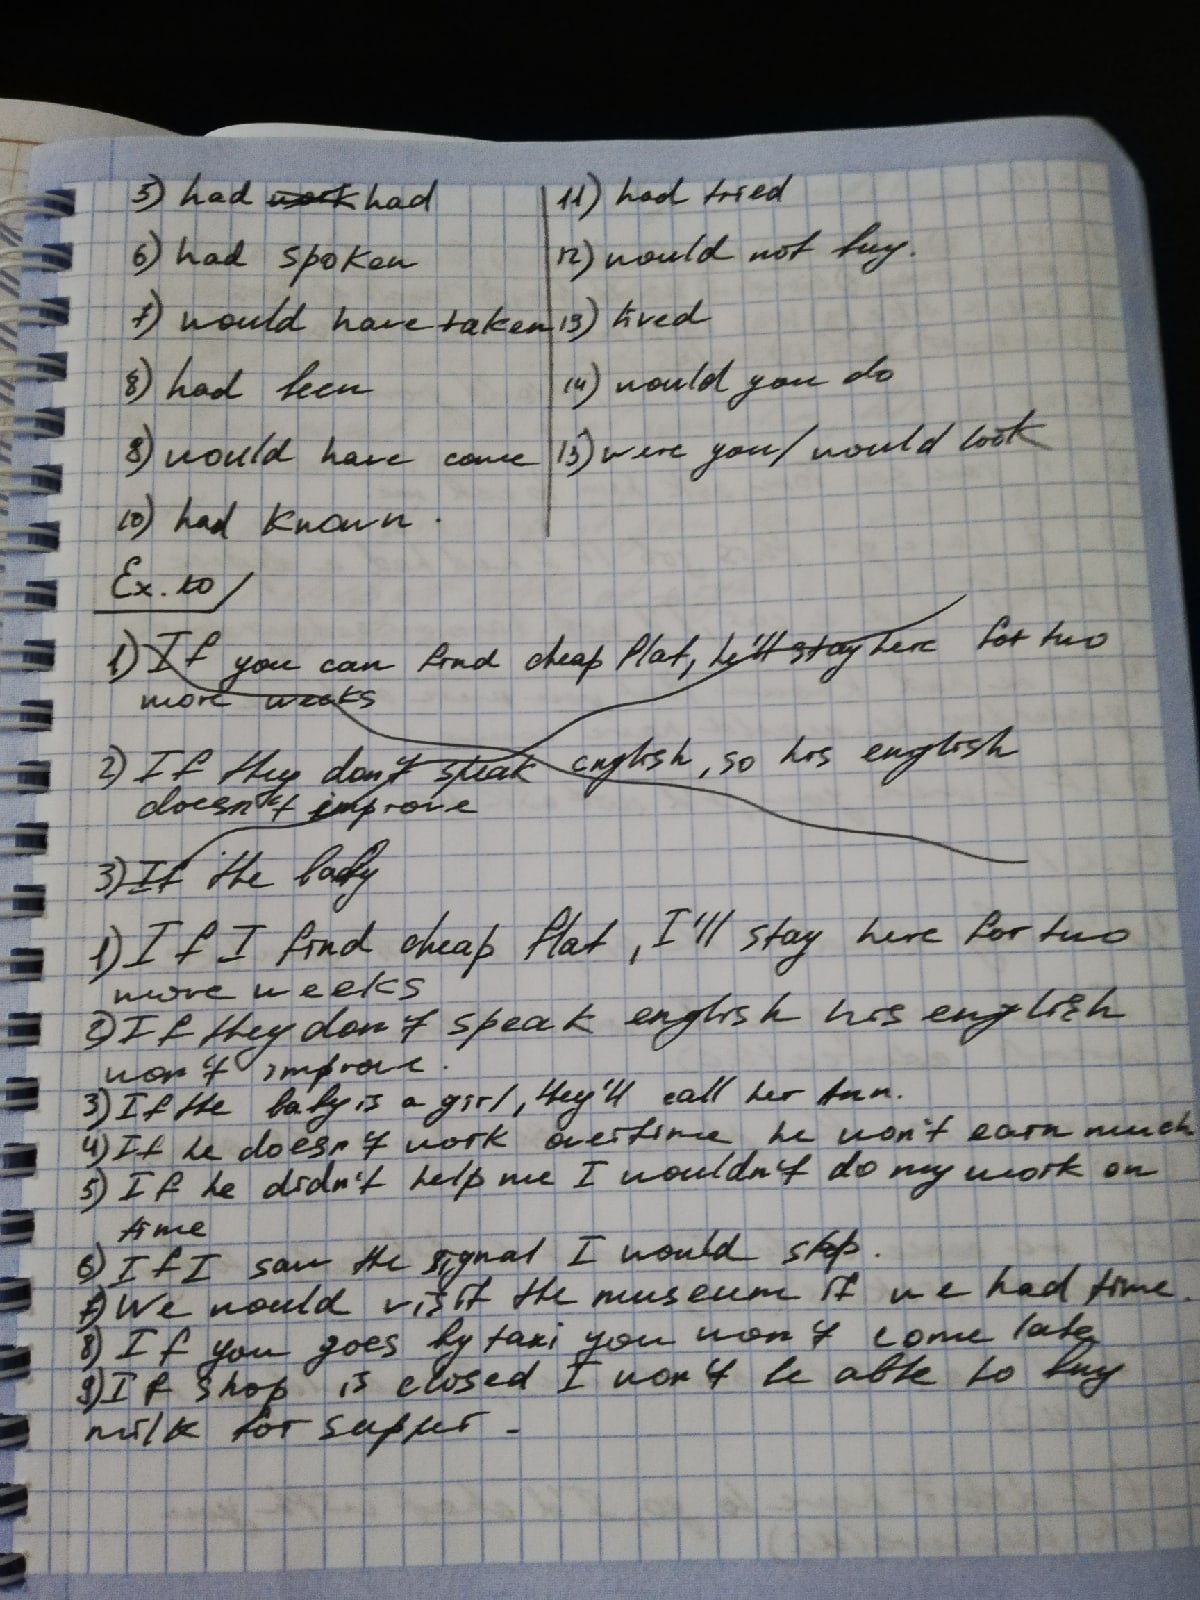 5) had work had
6) had spoken
7) would have taken
8) had been
9) would have come
10) had known.
11) had tried
12) would not buy.
13) lived
14) would you do
15) were you/would look
Ex. 10
1) If you can find cheap flat, he'll stay here for two
more weeks
2) If they don't speak english, so his english
doesn't improve
3) If the baby
1) If I find cheap flat, I'll stay here for two
more weeks
2) If they don't speak english his english
won't improve.
3) If the baby is a girl, they'll call her Ann.
4) If he doesn't work overtime he won't earn much
5) If he didn't help me I wouldn't do my work on
time
6) If I saw the signal I would stop.
7) We would visit the museum if we had time.
8) If you goes by taxi you won't come late
9) If shop is closed I won't be able to buy
milk for supper.